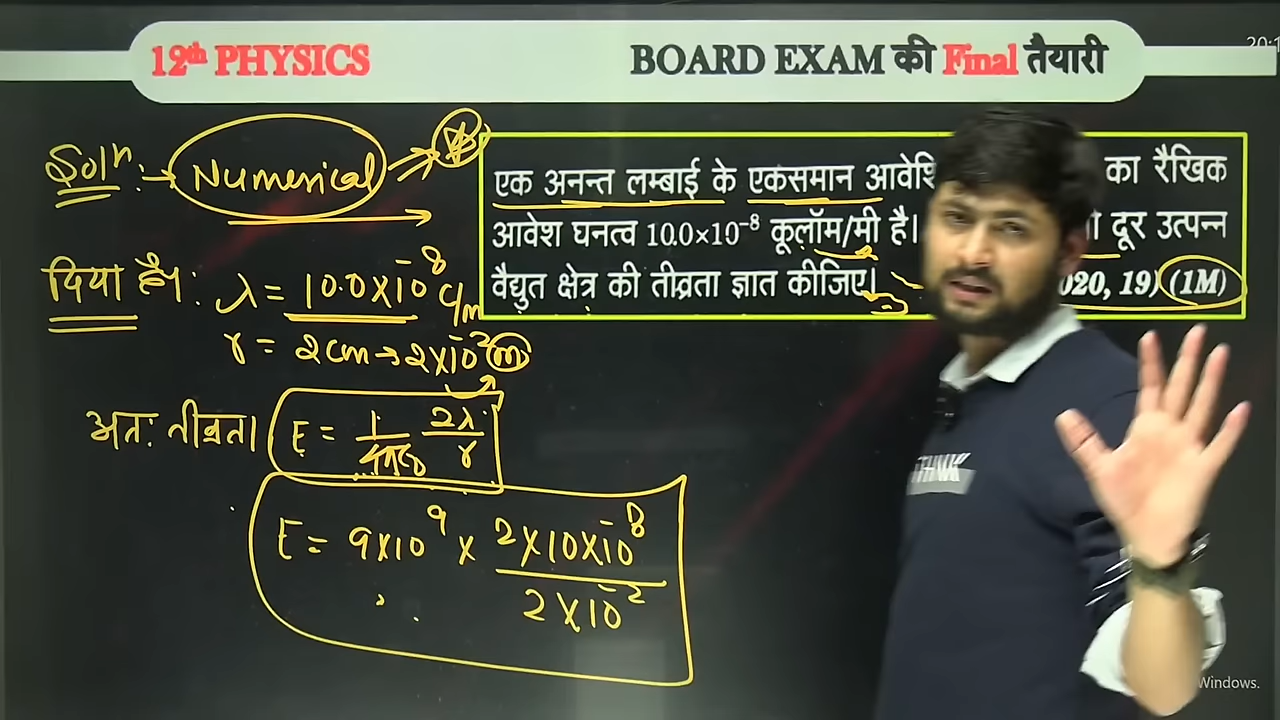 12th PHYSICS
BOARD EXAM की Final तैयारी
20:1
Solⁿ:→ Numerical
एक अनन्त लम्बाई के एकसमान आवेशि का रैखिक
आवेश घनत्व 10.0×10⁻⁸ कूलॉम/मी है। दूर उत्पन्न
वैद्युत क्षेत्र की तीव्रता ज्ञात कीजिए। 020, 19) (1M)
दिया है। : λ = 10.0×10⁻⁸ C/m
r = 2cm → 2×10⁻² m
अत: तीव्रता। E = 1/4πε₀ 2λ/r
E = 9×10⁹ × 2×10×10⁻⁸/2×10⁻²
THNK
Windows.